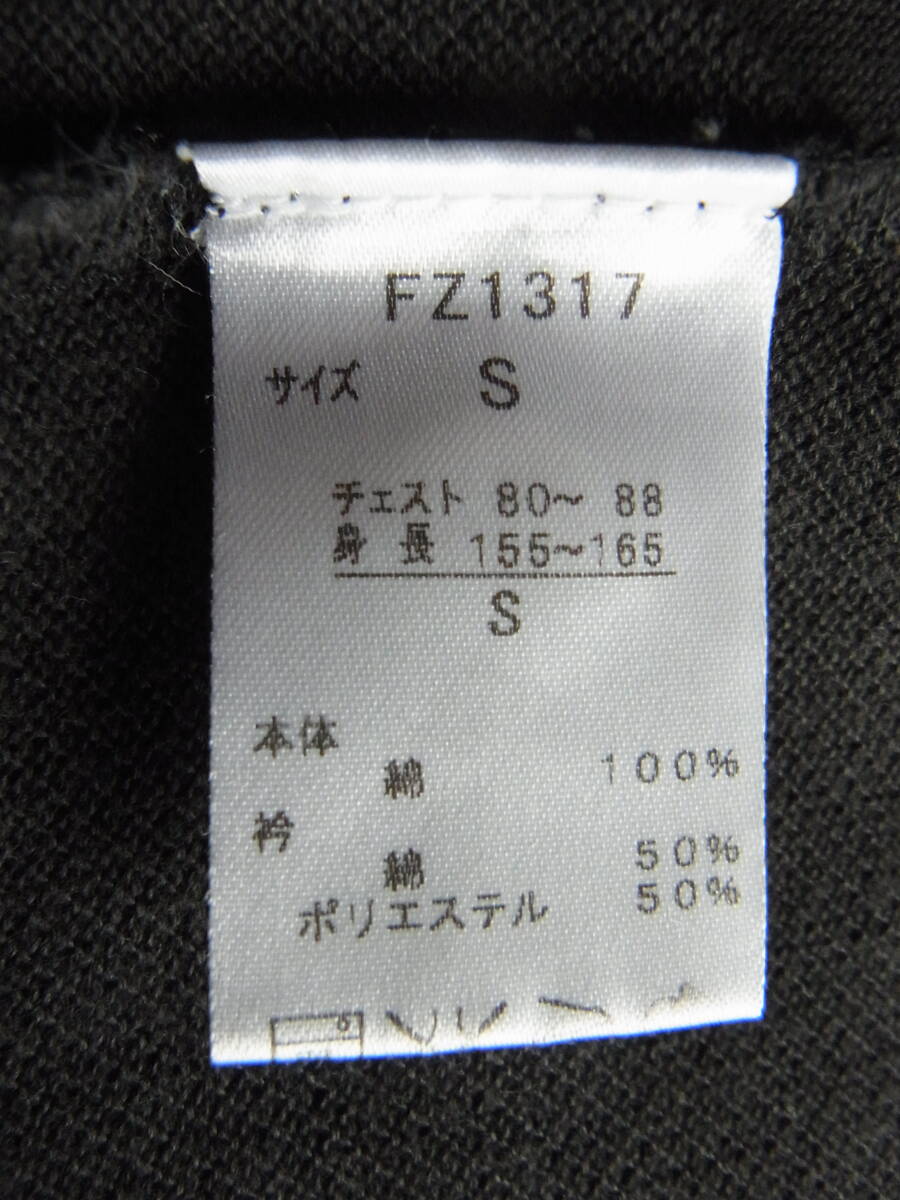 FZ1317
サイズ S
チェスト 80～ 88
身長 155～165
S
本体
綿 100%
衿
綿 50%
ポリエステル 50%